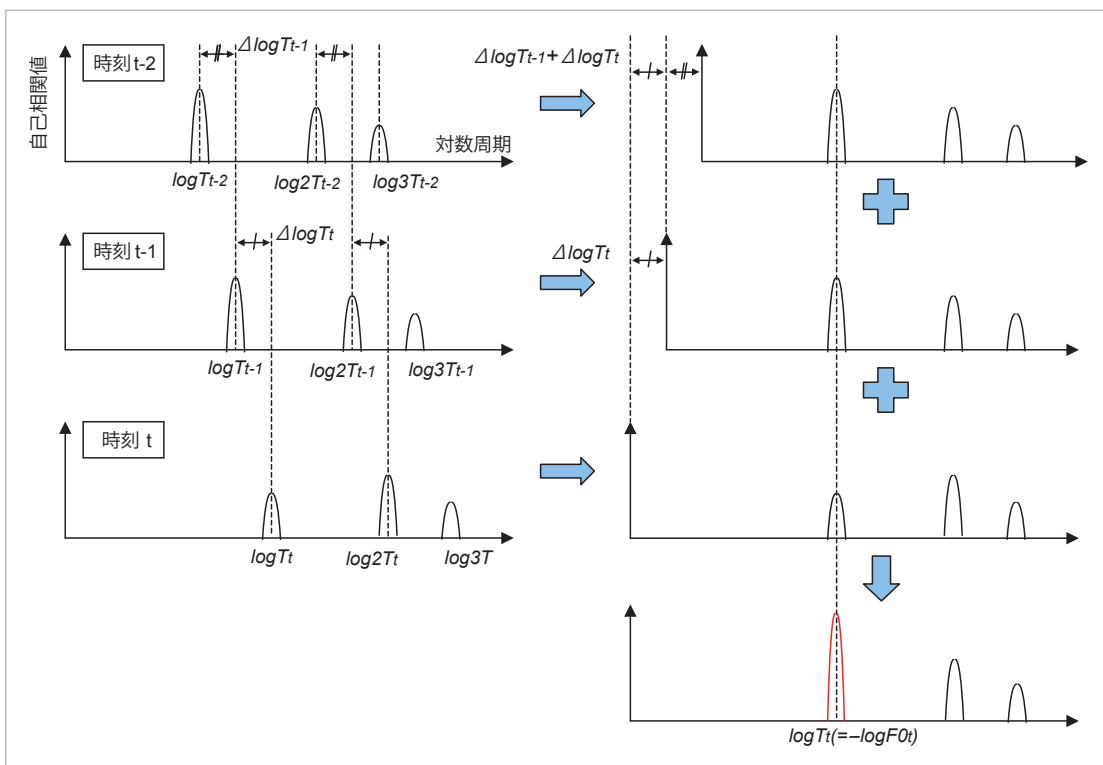 時刻 t-2
自己相関値
ΔlogTt-1
対数周期
logTt-2
log2Tt-2
log3Tt-2
ΔlogTt-1+ΔlogTt
時刻 t-1
ΔlogTt
logTt-1
log2Tt-1
log3Tt-1
ΔlogTt
時刻 t
logTt
log2Tt
log3T
logTt(=–logF0t)